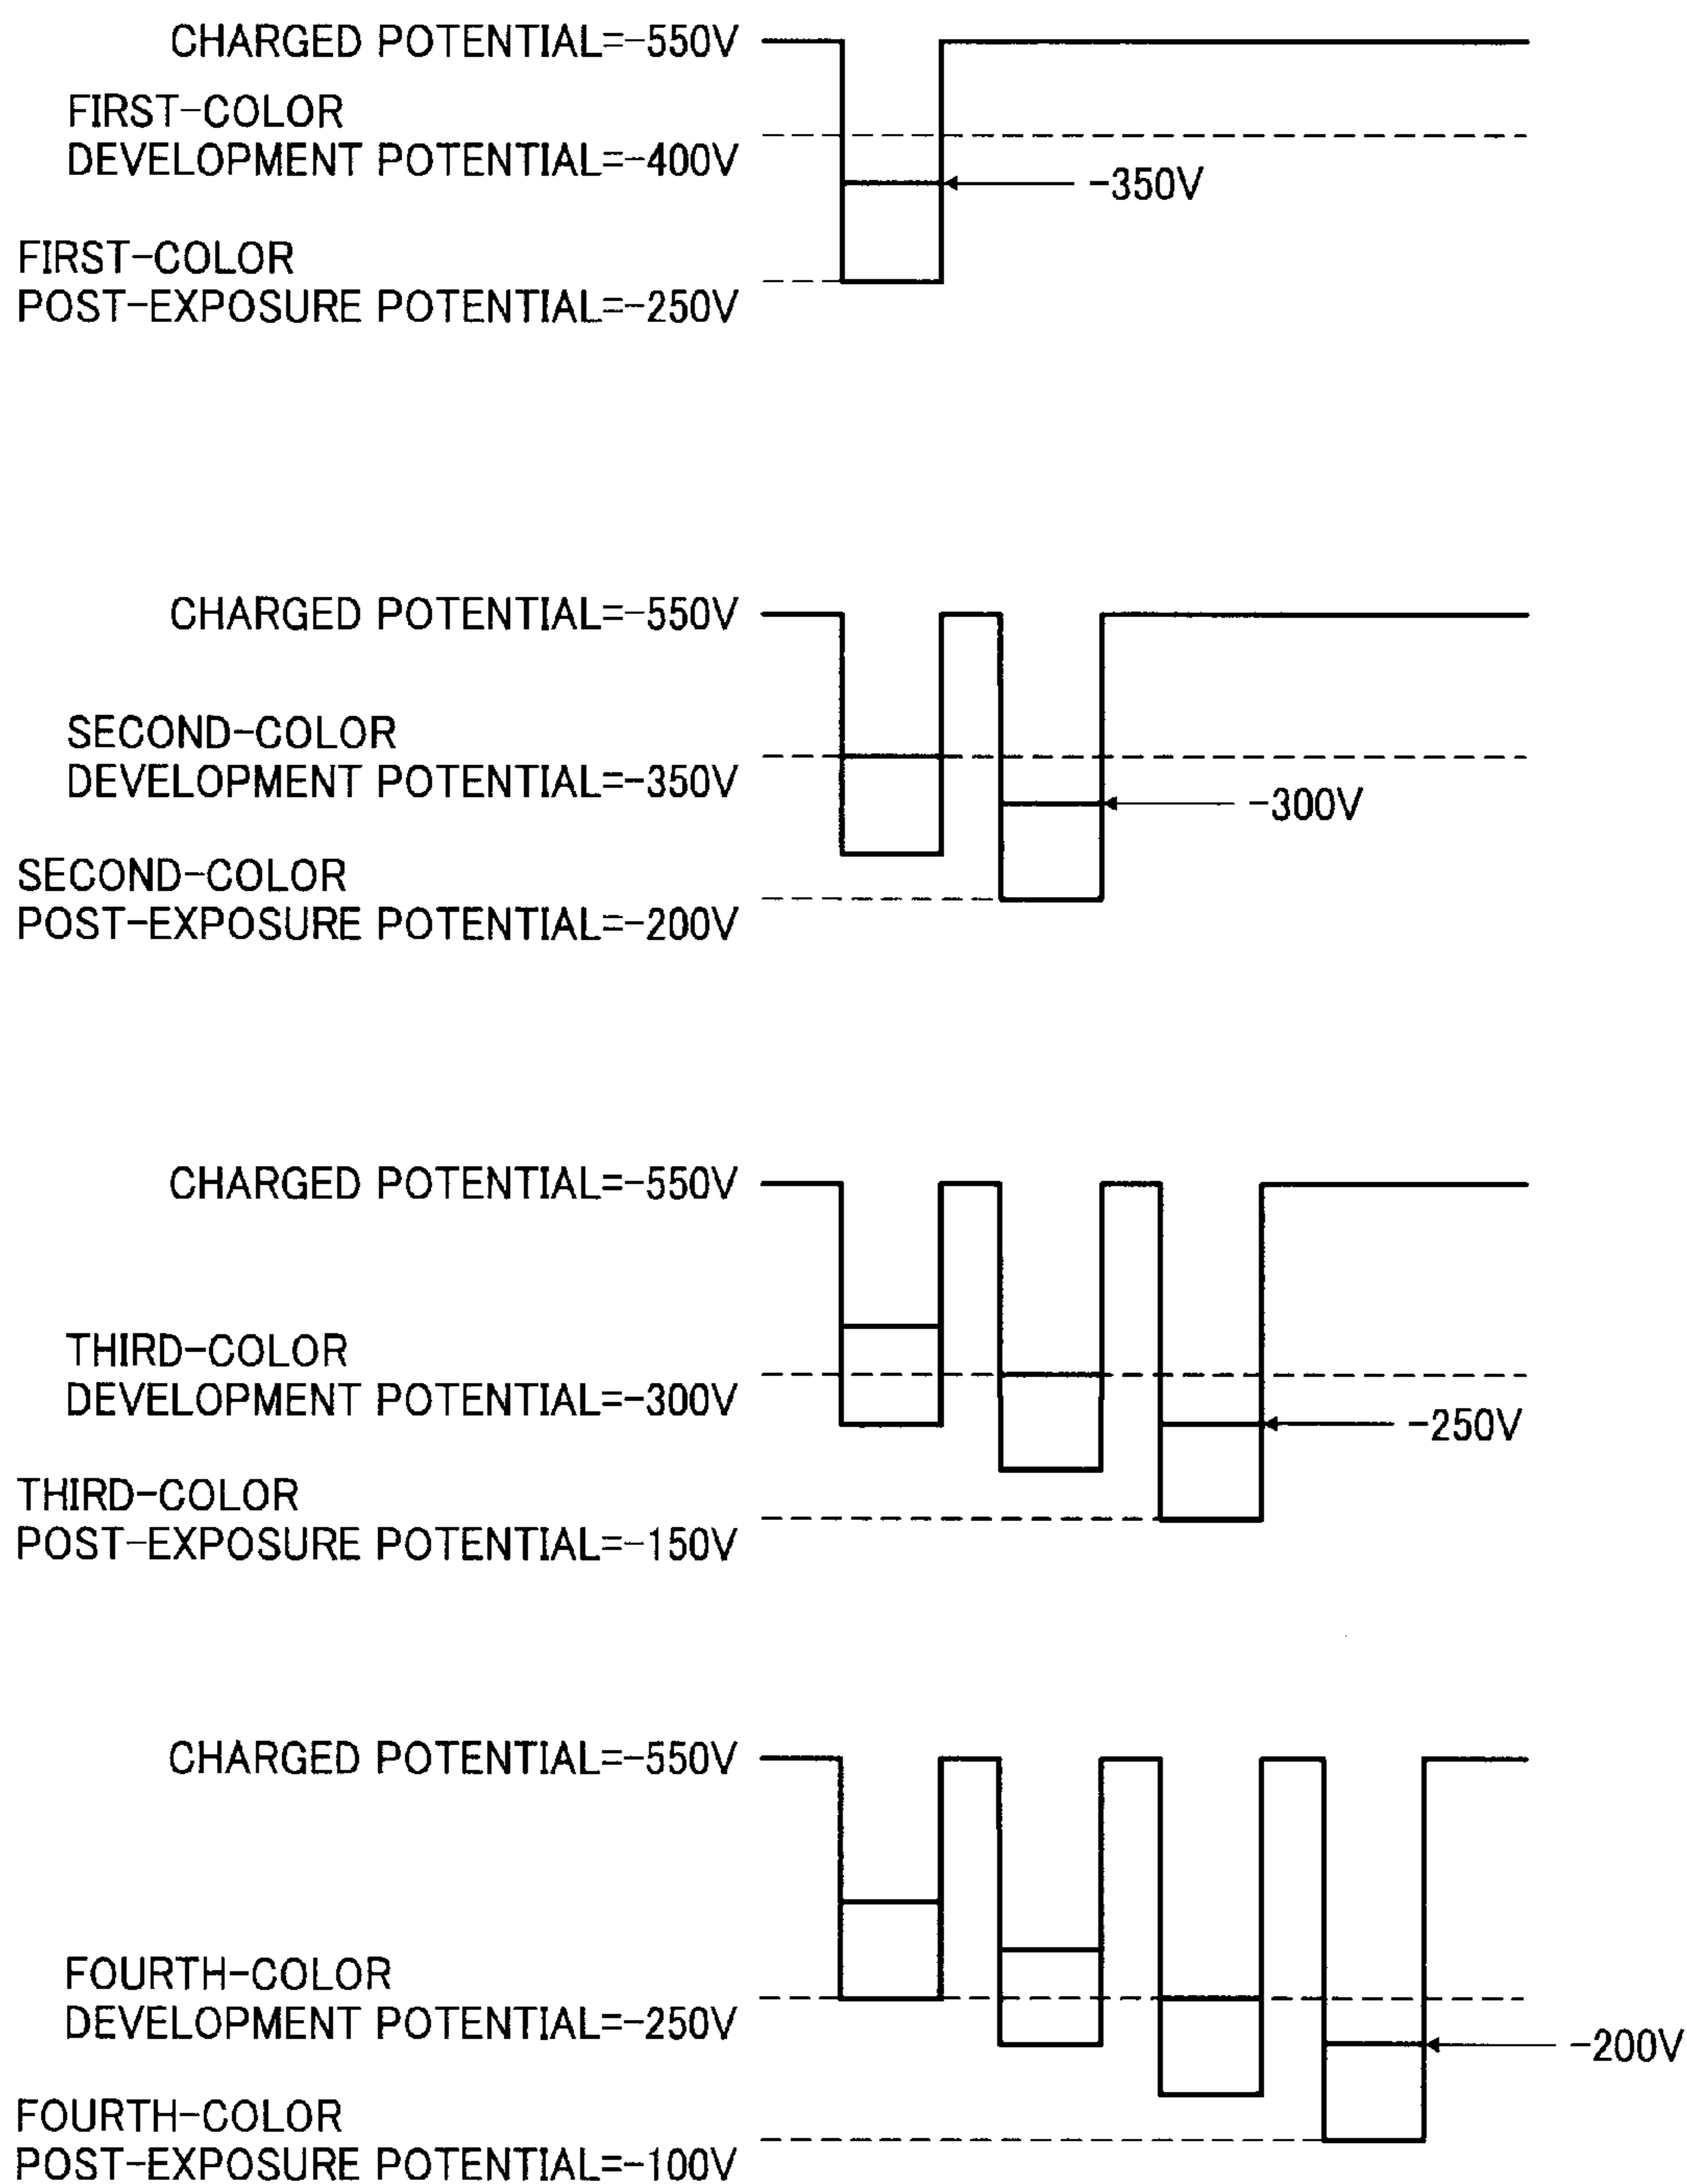 CHARGED POTENTIAL=-550V
FIRST-COLOR
DEVELOPMENT POTENTIAL=-400V
-350V
FIRST-COLOR
POST-EXPOSURE POTENTIAL=-250V
CHARGED POTENTIAL=-550V
SECOND-COLOR
DEVELOPMENT POTENTIAL=-350V
-300V
SECOND-COLOR
POST-EXPOSURE POTENTIAL=-200V
CHARGED POTENTIAL=-550V
THIRD-COLOR
DEVELOPMENT POTENTIAL=-300V
-250V
THIRD-COLOR
POST-EXPOSURE POTENTIAL=-150V
CHARGED POTENTIAL=-550V
FOURTH-COLOR
DEVELOPMENT POTENTIAL=-250V
-200V
FOURTH-COLOR
POST-EXPOSURE POTENTIAL=-100V